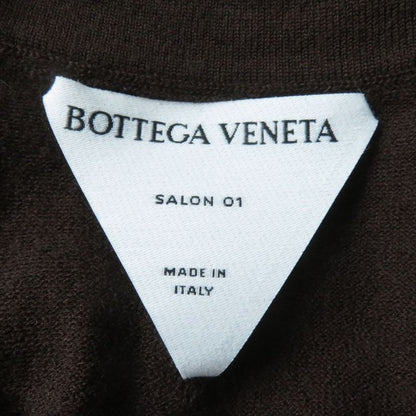 BOTTEGA VENETA
SALON 01
MADE IN
ITALY